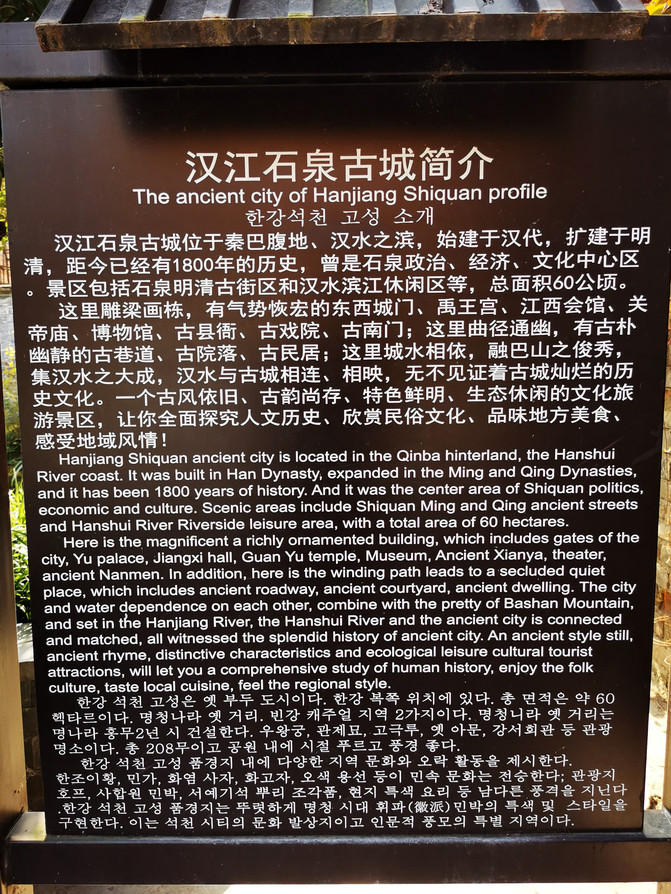 汉江石泉古城简介
The ancient city of Hanjiang Shiquan profile
한강석천 고성 소개
汉江石泉古城位于秦巴腹地、汉水之滨，始建于汉代，扩建于明
清，距今已经有1800年的历史，曾是石泉政治、经济、文化中心区
。景区包括石泉明清古街区和汉水滨江休闲区等，总面积60公顷。
这里雕梁画栋，有气势恢宏的东西城门、禹王宫、江西会馆、关
帝庙、博物馆、古县衙、古戏院、古南门；这里曲径通幽，有古朴
幽静的古巷道、古院落、古民居；这里城水相依，融巴山之俊秀，
集汉水之大成，汉水与古城相连、相映，无不见证着古城灿烂的历
史文化。一个古风依旧、古韵尚存、特色鲜明、生态休闲的文化旅
游景区，让你全面探究人文历史、欣赏民俗文化、品味地方美食、
感受地域风情！
Hanjiang Shiquan ancient city is located in the Qinba hinterland, the Hanshui
River coast. It was built in Han Dynasty, expanded in the Ming and Qing Dynasties,
and it has been 1800 years of history. And it was the center area of Shiquan politics,
economic and culture. Scenic areas include Shiquan Ming and Qing ancient streets
and Hanshui River Riverside leisure area, with a total area of 60 hectares.
Here is the magnificent a richly ornamented building, which includes gates of the
city, Yu palace, Jiangxi hall, Guan Yu temple, Museum, Ancient Xianya, theater,
ancient Nanmen. In addition, here is the winding path leads to a secluded quiet
place, which includes ancient roadway, ancient courtyard, ancient dwelling. The city
and water dependence on each other, combine with the pretty of Bashan Mountain,
and set in the Hanjiang River, the Hanshui River and the ancient city is connected
and matched, all witnessed the splendid history of ancient city. An ancient style still,
ancient rhyme, distinctive characteristics and ecological leisure cultural tourist
attractions, will let you a comprehensive study of human history, enjoy the folk
culture, taste local cuisine, feel the regional style.
한강 석천 고성은 옛 부두 도시이다. 한강 복쪽 위치에 있다. 총 면적은 약 60
헥타르이다. 명청나라 옛 거리. 빈강 캐주얼 지역 2가지이다. 명청니라 옛 거리는
명나라 홍무2년 시 건설한다. 우왕궁, 관제묘, 고극루, 옛 아문, 강서회관 등 관광
명소이다. 총 208무이고 공원 내에 시절 푸르고 풍경 좋다.
한강 석천 고성 품경지 내에 다양한 지역 문화와 오락 활동을 제시한다.
한조이황, 민가, 화염 사자, 화고자, 오색 용선 등이 민속 문화는 전승한다; 관광지
호프, 사합원 민박, 서예기석 뿌리 조각품, 현지 특색 요리 등 남다른 풍격을 지닌다
.한강 석천 고성 품경지는 뚜렷하게 명청 시대 휘파(徽派)민박의 특색 및 스타일을
구현한다. 이는 석천 시티의 문화 발상지이고 인문적 풍모의 특별 지역이다.